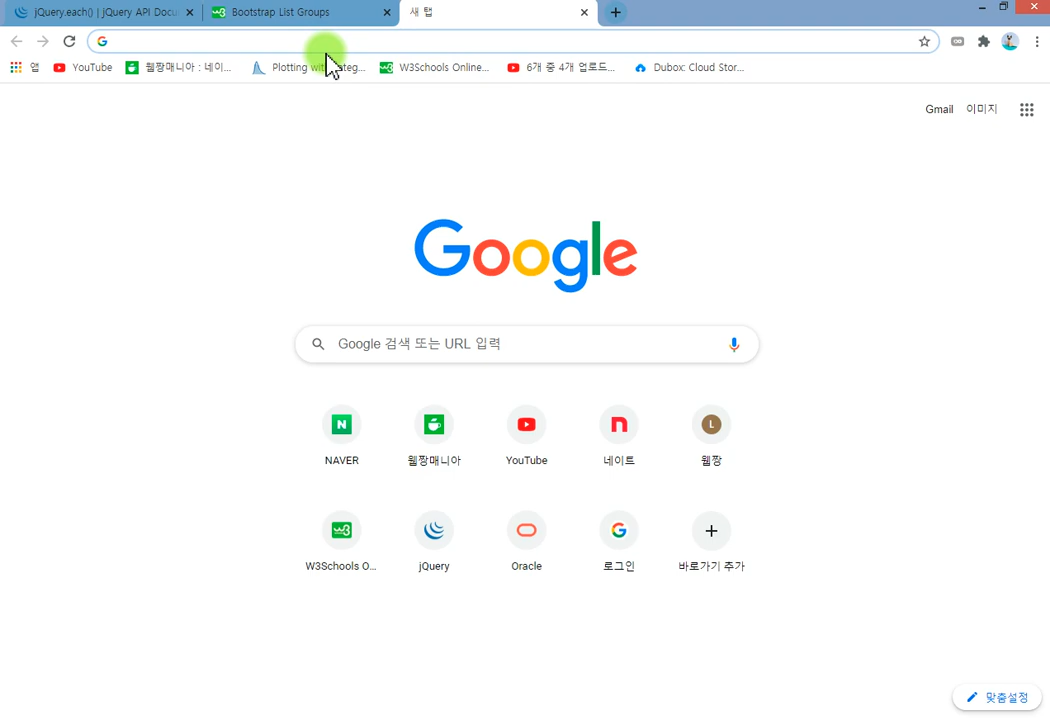 jQuery.each() | jQuery API Docu
Bootstrap List Groups
새 탭
앱
YouTube
웹짱매니아 : 네이...
Plotting with
W3Schools Online...
6개 중 4개 업로드...
Dubox: Cloud Stor...
Gmail
이미지
Google
Google 검색 또는 URL 입력
NAVER
웹짱매니아
YouTube
네이트
L
웹짱
W3Schools O...
jQuery
Oracle
로그인
바로가기 추가
맞춤설정